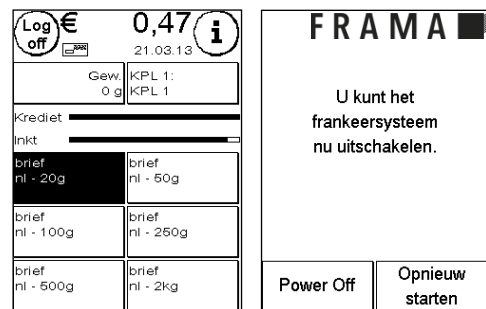 Log off
€ 0,47
i
21.03.13
Gew.
0 g
KPL 1:
KPL 1
Krediet
Inkt
brief
nl - 20g
brief
nl - 50g
brief
nl - 100g
brief
nl - 250g
brief
nl - 500g
brief
nl - 2kg
FRAMA
U kunt het
frankeersysteem
nu uitschakelen.
Power Off
Opnieuw
starten